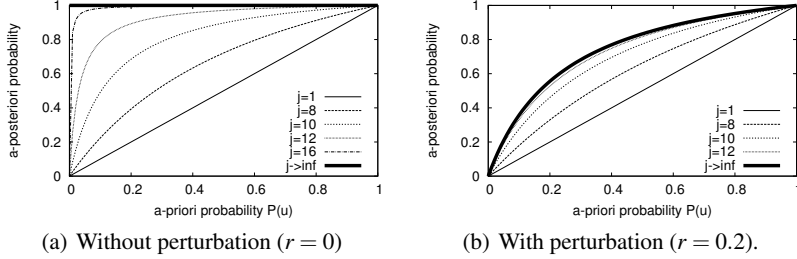 a-posteriori probability
1
0.8
0.6
0.4
0.2
0
j=1
j=8
j=10
j=12
j=16
j->inf
0 0.2 0.4 0.6 0.8 1
a-priori probability P(u)
(a) Without perturbation (r = 0)
a-posteriori probability
1
0.8
0.6
0.4
0.2
0
j=1
j=8
j=10
j=12
j->inf
0 0.2 0.4 0.6 0.8 1
a-priori probability P(u)
(b) With perturbation (r = 0.2).